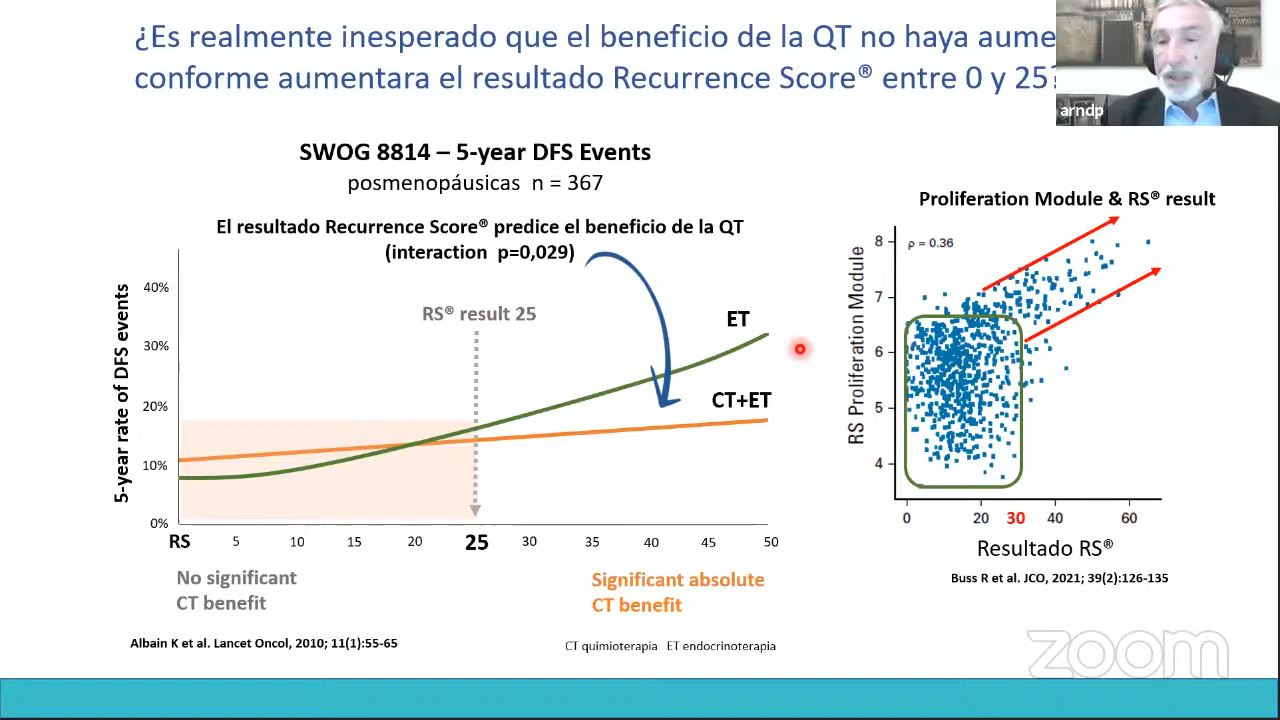 ¿Es realmente inesperado que el beneficio de la QT no haya aume
conforme aumentara el resultado Recurrence Score® entre 0 y 25?
arndp
SWOG 8814 – 5-year DFS Events
posmenopáusicas n = 367
El resultado Recurrence Score® predice el beneficio de la QT
(interaction p=0,029)
5-year rate of DFS events
40%
30%
20%
10%
0%
RS® result 25
ET
CT+ET
RS 5 10 15 20 25 30 35 40 45 50
No significant
CT benefit
Significant absolute
CT benefit
Albain K et al. Lancet Oncol, 2010; 11(1):55-65
CT quimioterapia ET endocrinoterapia
Proliferation Module & RS® result
RS Proliferation Module
ρ = 0.36
8
7
6
5
4
0 20 30 40 60
Resultado RS®
Buss R et al. JCO, 2021; 39(2):126-135
zoom